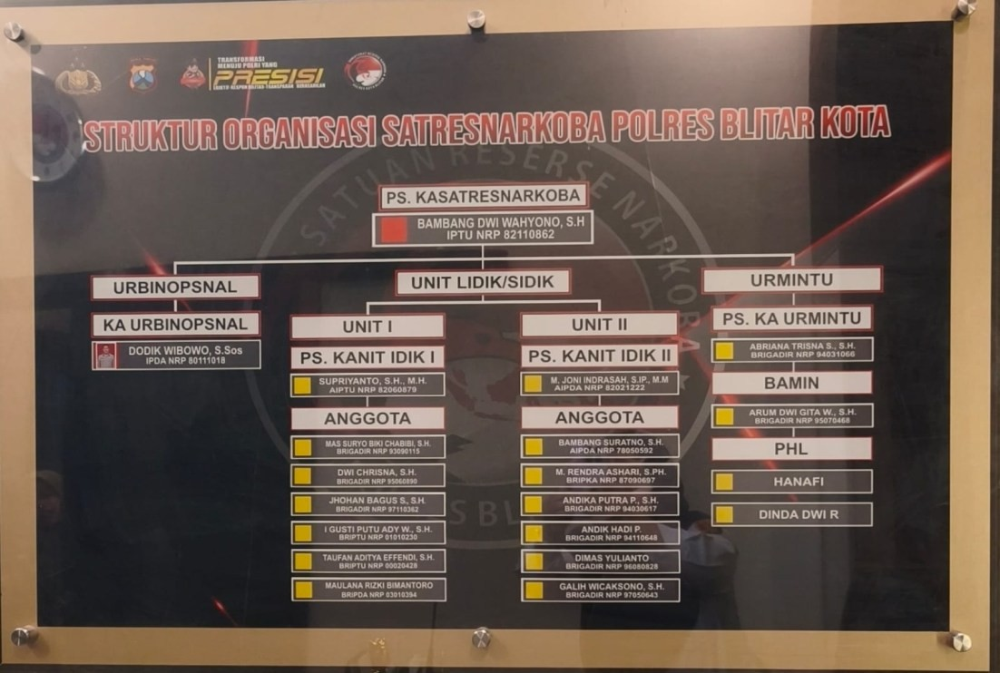 TRANSFORMASI
MENUJU POLRI YANG
PRESISI
STRUKTUR ORGANISASI SATRESNARKOBA POLRES BLITAR KOTA
SATUAN RESERSE NARKOBA
PS. KASATRESNARKOBA
BAMBANG DWI WAHYONO, S.H
IPTU NRP 82110862
URBINOPSNAL
KA URBINOPSNAL
DODIK WIBOWO, S.Sos
IPDA NRP 80111018
UNIT LIDIK/SIDIK
UNIT I
PS. KANIT IDIK I
SUPRIYANTO, S.H., M.H.
AIPTU NRP 82060879
ANGGOTA
MAS SURYO BIKI CHABIBI, S.H.
BRIGADIR NRP 93090115
DWI CHRISNA, S.H.
BRIGADIR NRP 95060890
JHOHAN BAGUS S., S.H.
BRIGADIR NRP 97110362
I GUSTI PUTU ADY W., S.H.
BRIPTU NRP 01010230
TAUFAN ADITYA EFFENDI, S.H.
BRIPTU NRP 00020428
MAULANA RIZKI BIMANTORO
BRIPDA NRP 03010394
UNIT II
PS. KANIT IDIK II
M. JONI INDRASAH, S.IP., M.M
AIPDA NRP 82021222
ANGGOTA
BAMBANG SURATNO, S.H.
AIPDA NRP 78050592
M. RENDRA ASHARI, S.PH.
BRIPKA NRP 87090697
ANDIKA PUTRA P., S.H.
BRIGADIR NRP 94030617
ANDIK HADI P.
BRIGADIR NRP 94110648
DIMAS YULIANTO
BRIGADIR NRP 96080828
GALIH WICAKSONO, S.H.
BRIGADIR NRP 97050643
URMINTU
PS. KA URMINTU
ABRIANA TRISNA S., S.H.
BRIGADIR NRP 94031066
BAMIN
ARUM DWI GITA W., S.H.
BRIGADIR NRP 95070468
PHL
HANAFI
DINDA DWI R